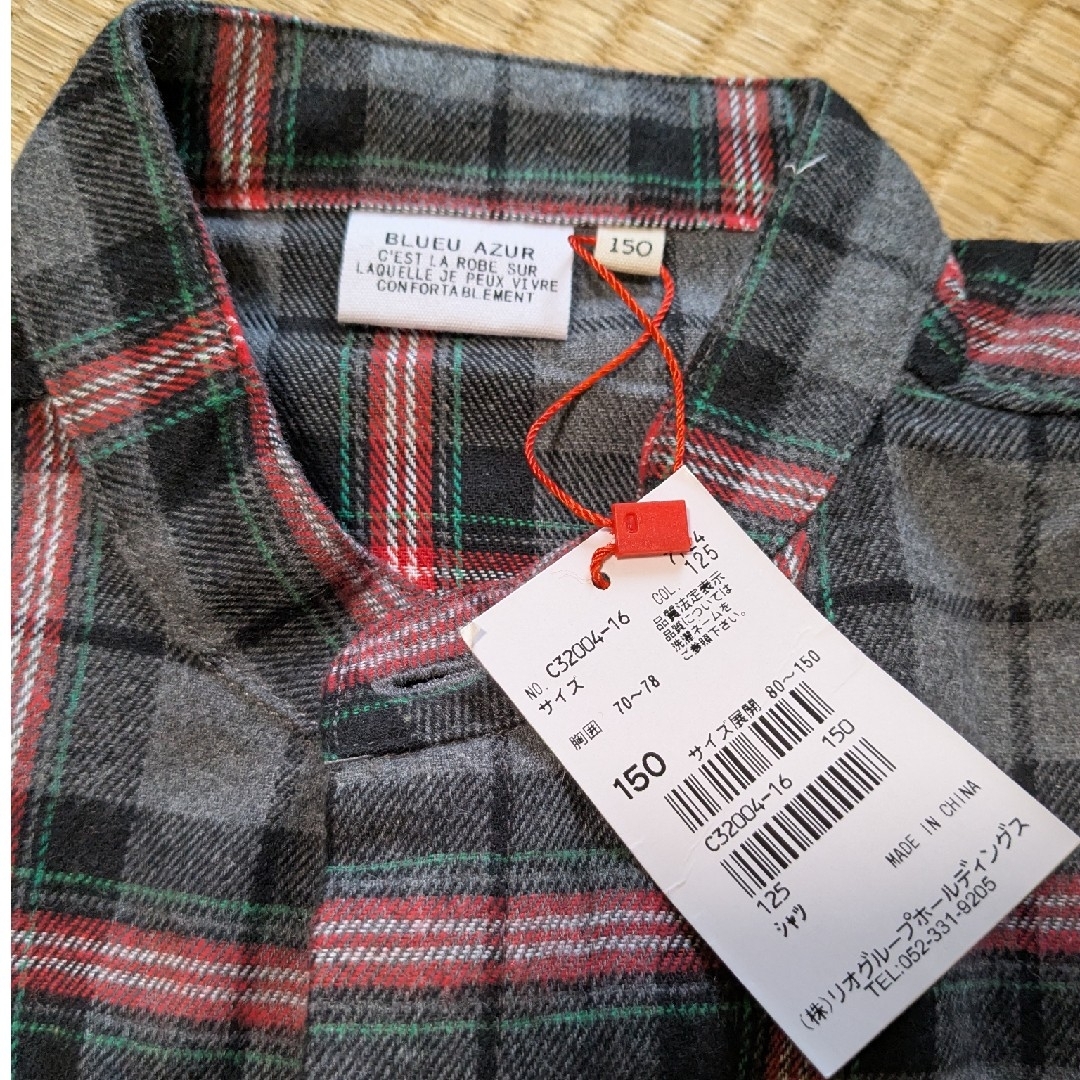 BLUEU AZUR
C'EST LA ROBE SUR
LAQUELLE JE PEUX VIVRE
CONFORTABLEMENT
150
NO. C32004-16
COL. 125
サイズ
品質法定表示
品質については
洗濯ネームを
ご参照下さい。
胸囲 70〜78
150 サイズ展開 80〜150
C32004-16 150
125
シャツ
MADE IN CHINA
(株)リオグループホールディングス
TEL:052-331-9205